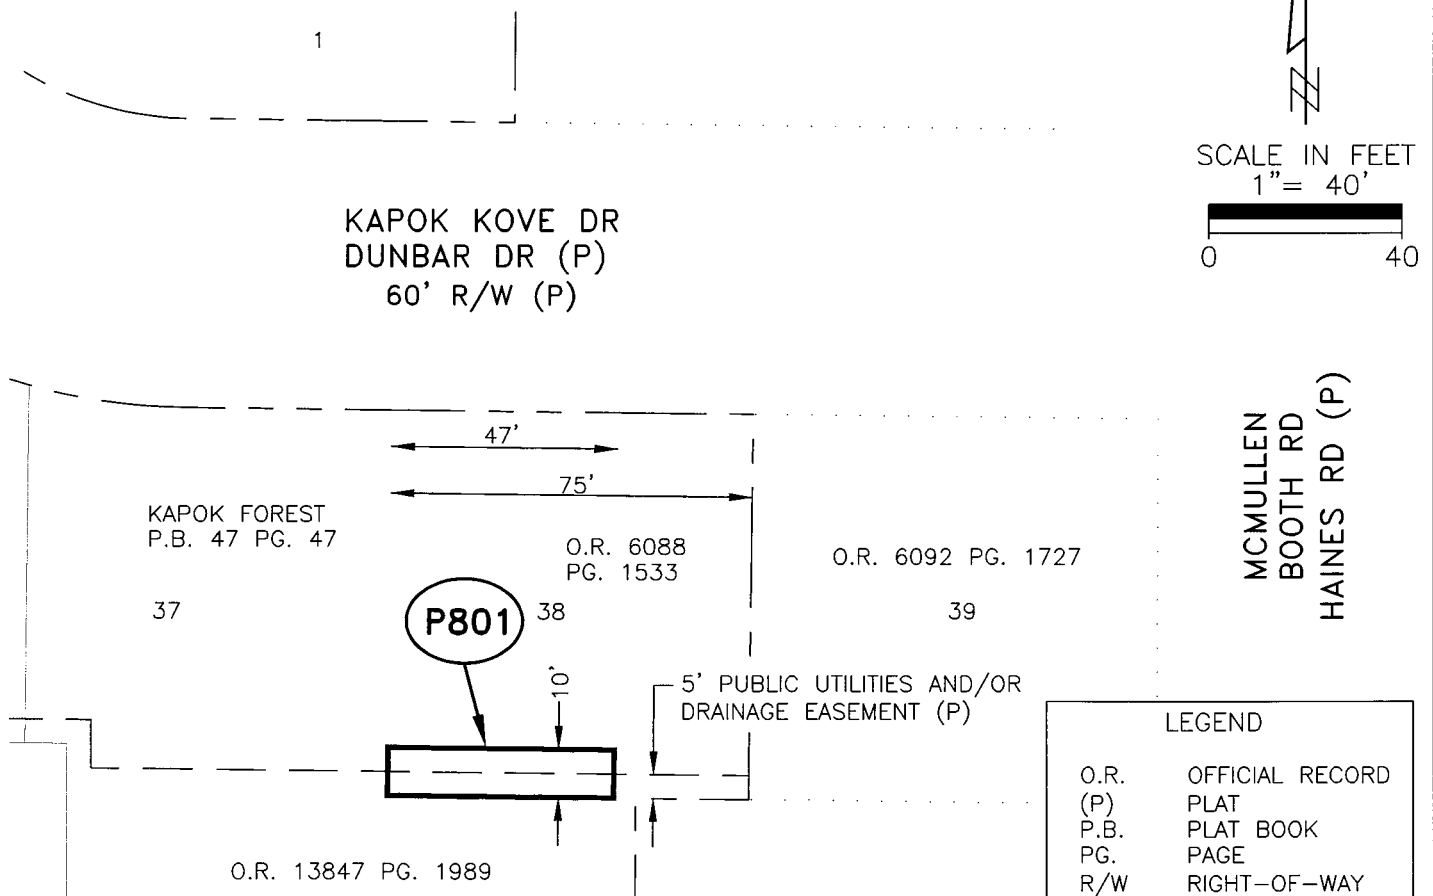 1
N
SCALE IN FEET
1"= 40'
0 40
KAPOK KOVE DR
DUNBAR DR (P)
60' R/W (P)
MCMULLEN
BOOTH RD
HAINES RD (P)
47'
75'
KAPOK FOREST
P.B. 47 PG. 47
O.R. 6088
PG. 1533
O.R. 6092 PG. 1727
37
P801
38
39
10'
5' PUBLIC UTILITIES AND/OR
DRAINAGE EASEMENT (P)
LEGEND
O.R. OFFICIAL RECORD
(P) PLAT
P.B. PLAT BOOK
PG. PAGE
R/W RIGHT-OF-WAY
O.R. 13847 PG. 1989